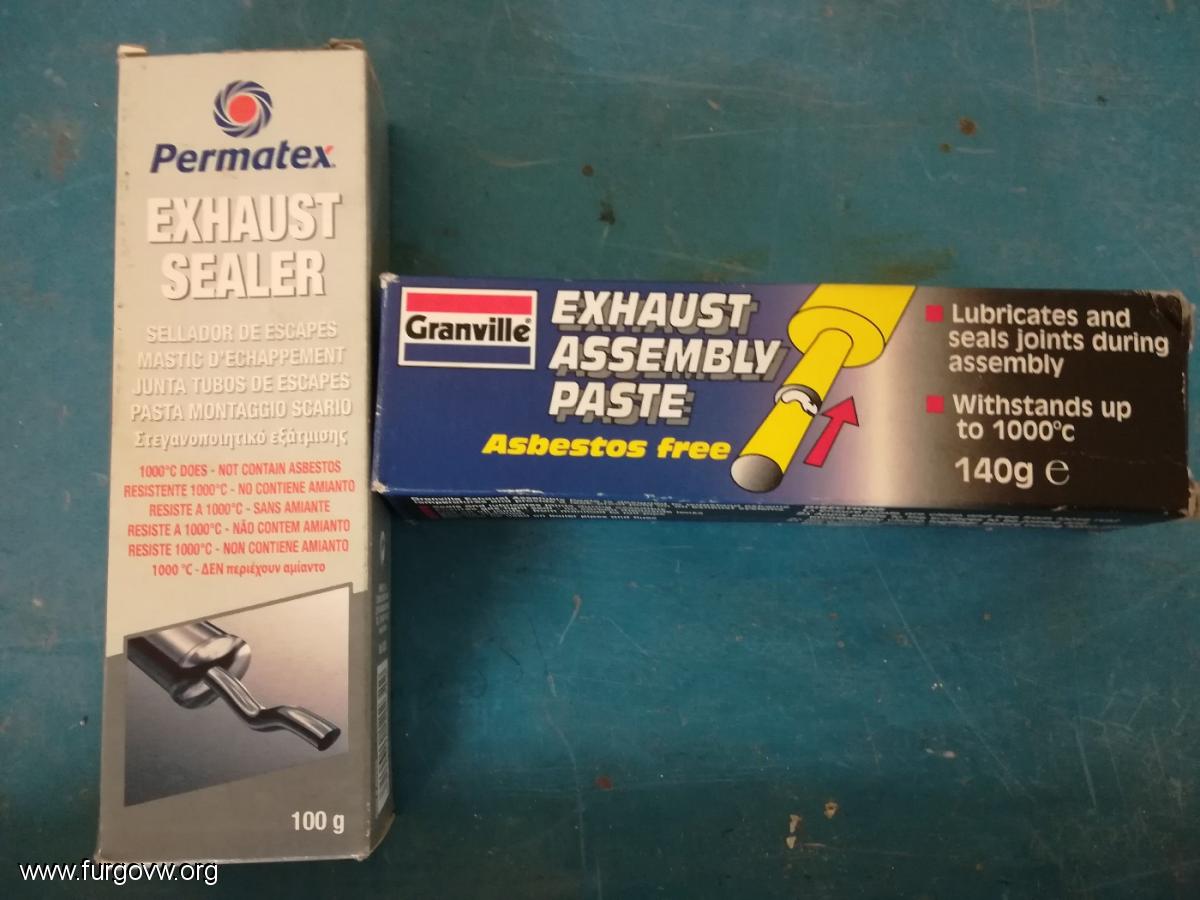 Permatex
EXHAUST
SEALER
SELLADOR DE ESCAPES
MASTIC D'ECHAPPEMENT
JUNTA TUBOS DE ESCAPES
PASTA MONTAGGIO SCARIO
Στεγανοποιητικό εξάτμισης
1000°C DOES - NOT CONTAIN ASBESTOS
RESISTENTE 1000°C - NO CONTIENE AMIANTO
RESISTE A 1000°C - SANS AMIANTE
RESISTE A 1000°C - NÃO CONTEM AMIANTO
RESISTE 1000°C - NON CONTIENE AMIANTO
1000 °C - ΔΕΝ περιέχουν αμίαντο
100 g
Granville®
EXHAUST
ASSEMBLY
PASTE
Asbestos free
Lubricates and
seals joints during
assembly
Withstands up
to 1000°c
140g e
www.furgovw.org